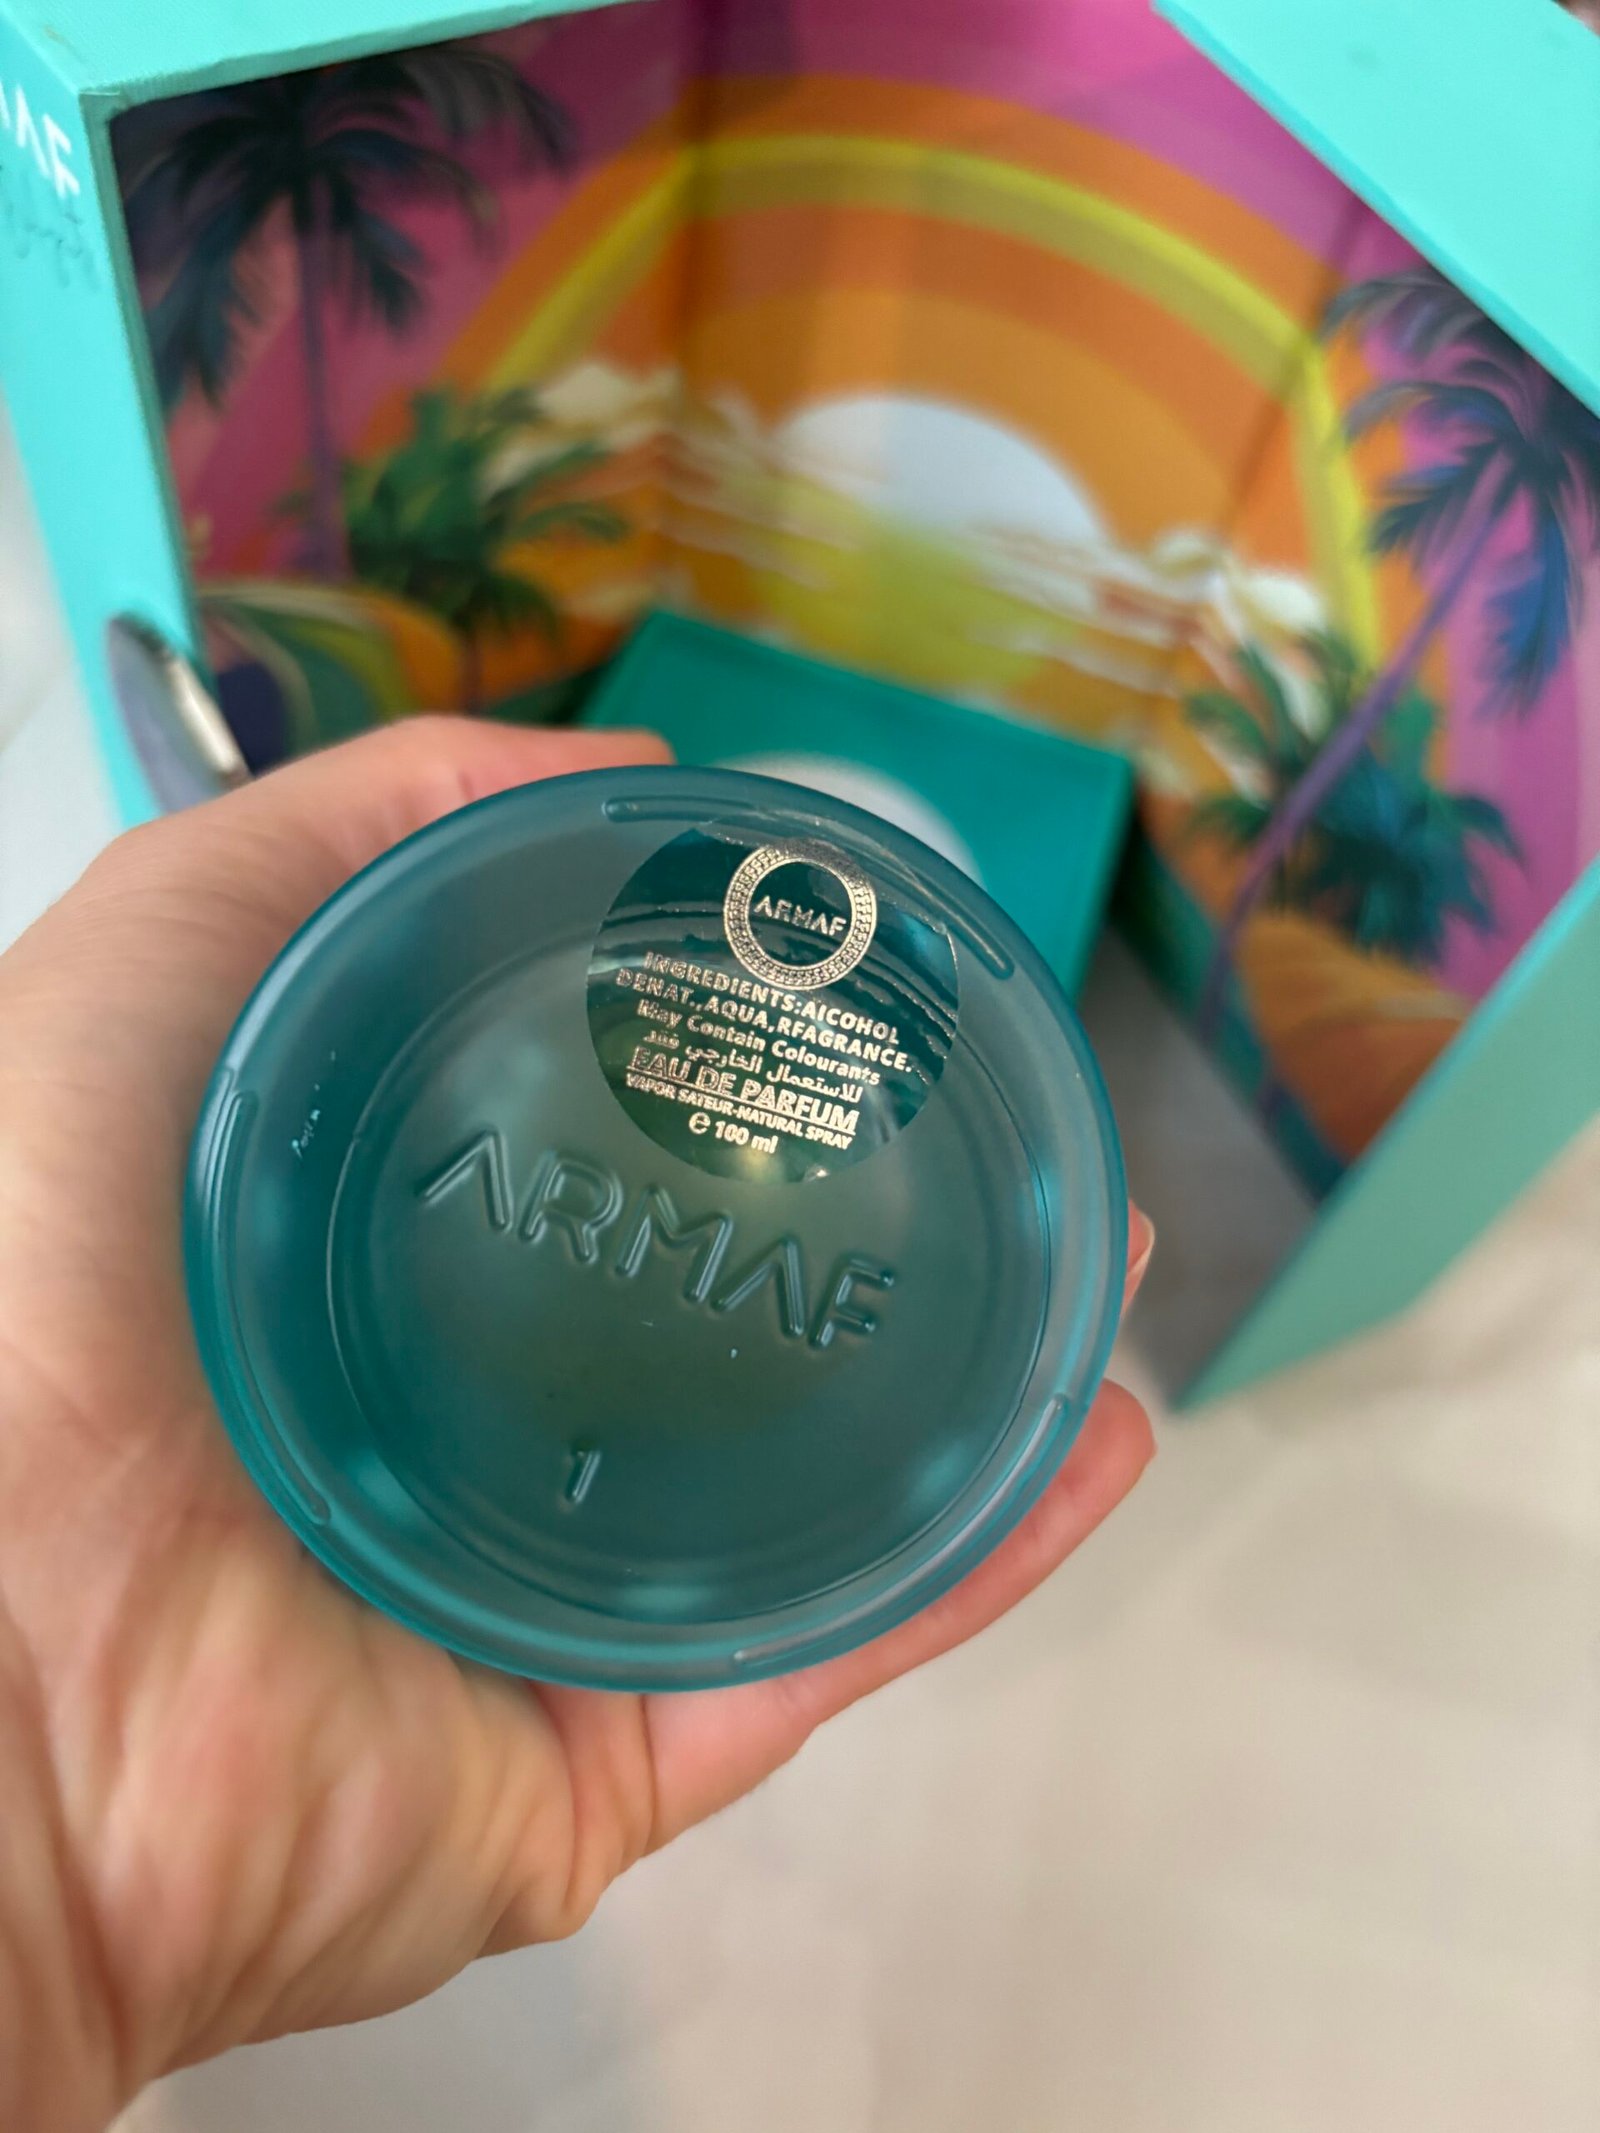 ARMAF
INGREDIENTS:AICOHOL
DENAT.,AQUA,RFAGRANCE.
May Contain Colourants
للاستعمال الخارجي فقد
EAU DE PARFUM
VAPOR SATEUR-NATURAL SPRAY
℮ 100 ml
ARMAF
1